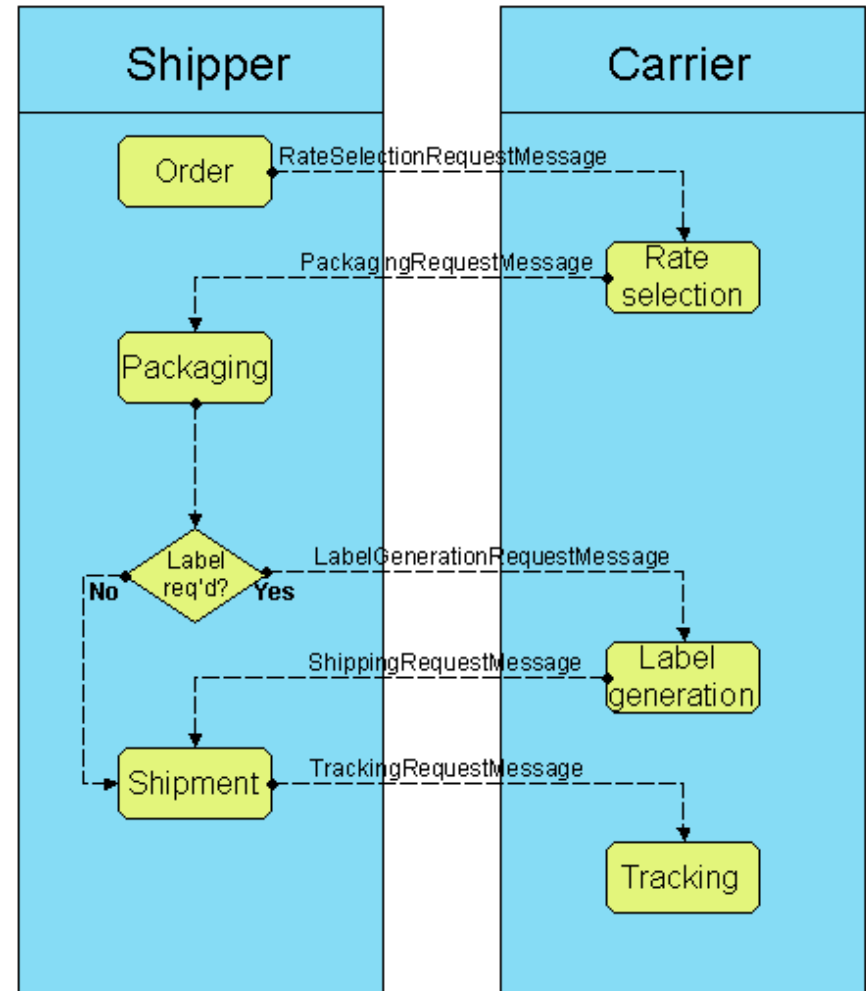 Shipper
Carrier
Order
RateSelectionRequestMessage
PackagingRequestMessage
Rate
selection
Packaging
Label
req'd?
No
Yes
LabelGenerationRequestMessage
ShippingRequestMessage
Label
generation
Shipment
TrackingRequestMessage
Tracking